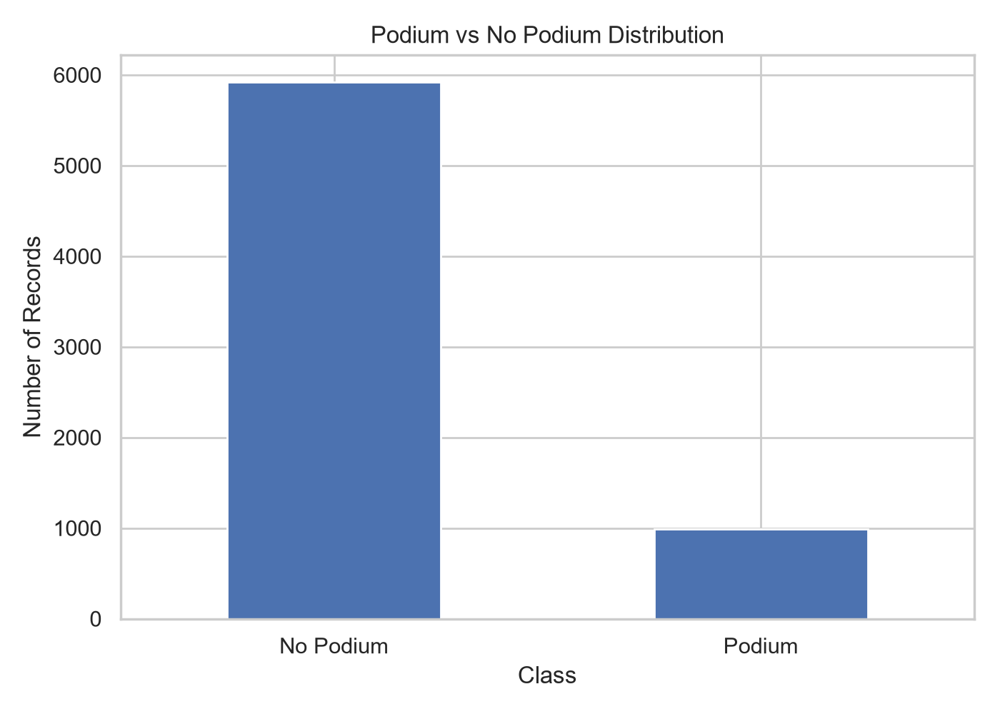 Podium vs No Podium Distribution
Number of Records
6000
5000
4000
3000
2000
1000
0
No Podium
Podium
Class